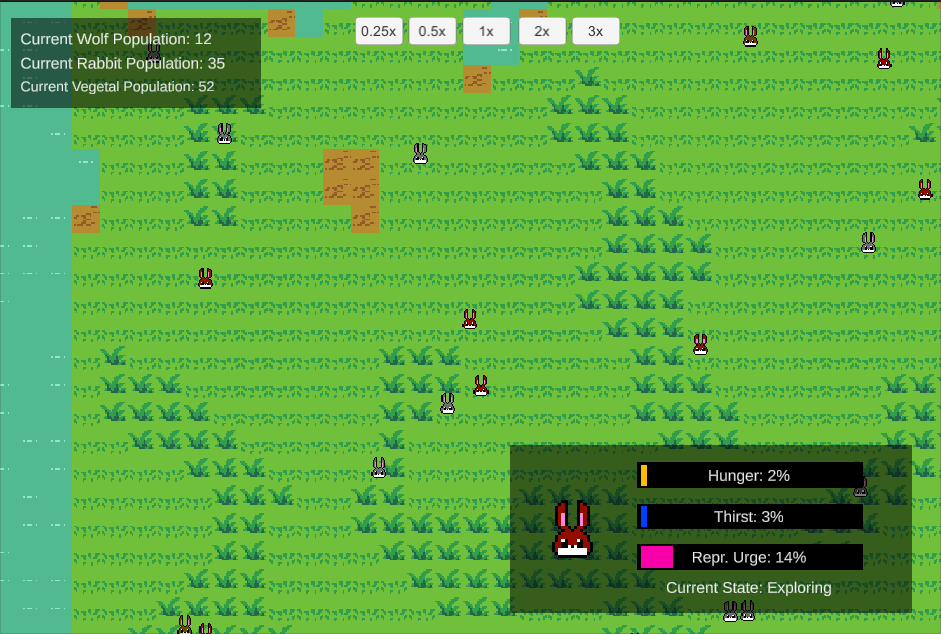 Current Wolf Population: 12
Current Rabbit Population: 35
Current Vegetal Population: 52
0.25x
0.5x
1x
2x
3x
Hunger: 2%
Thirst: 3%
Repr. Urge: 14%
Current State: Exploring